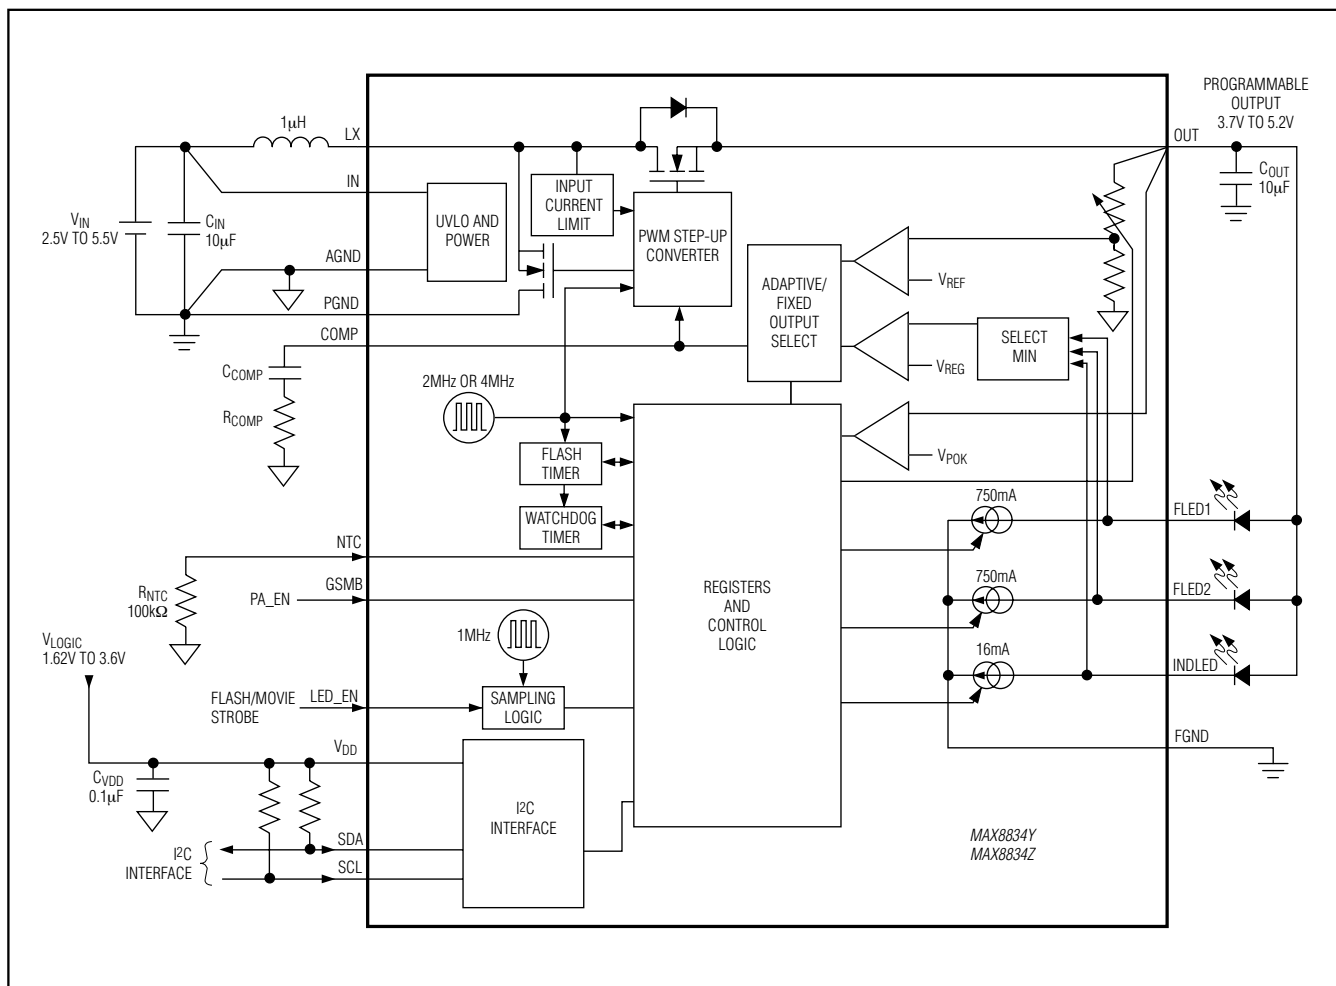 PROGRAMMABLE
OUTPUT
3.7V TO 5.2V
1µH
LX
OUT
COUT
10µF
IN
UVLO AND
POWER
INPUT
CURRENT
LIMIT
PWM STEP-UP
CONVERTER
VIN
2.5V TO 5.5V
CIN
10µF
AGND
PGND
COMP
ADAPTIVE/
FIXED
OUTPUT
SELECT
VREF
VREG
SELECT
MIN
CCOMP
RCOMP
2MHz OR 4MHz
FLASH
TIMER
WATCHDOG
TIMER
VPOK
750mA
FLED1
NTC
GSMB
RNTC
100kΩ
PA_EN
REGISTERS
AND
CONTROL
LOGIC
750mA
FLED2
16mA
INDLED
1MHz
VLOGIC
1.62V TO 3.6V
FLASH/MOVIE
STROBE
LED_EN
SAMPLING
LOGIC
FGND
VDD
CVDD
0.1µF
I2C
INTERFACE
I2C
INTERFACE
SDA
SCL
MAX8834Y
MAX8834Z